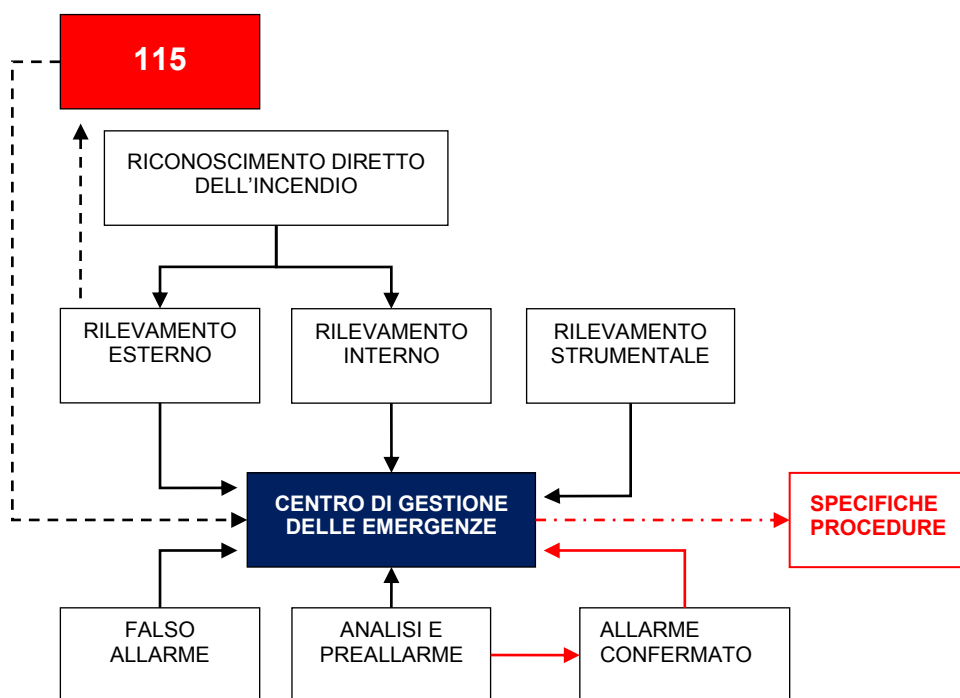 115
RICONOSCIMENTO DIRETTO
DELL'INCENDIO
RILEVAMENTO
ESTERNO
RILEVAMENTO
INTERNO
RILEVAMENTO
STRUMENTALE
CENTRO DI GESTIONE
DELLE EMERGENZE
SPECIFICHE
PROCEDURE
FALSO
ALLARME
ANALISI E
PREALLARME
ALLARME
CONFERMATO